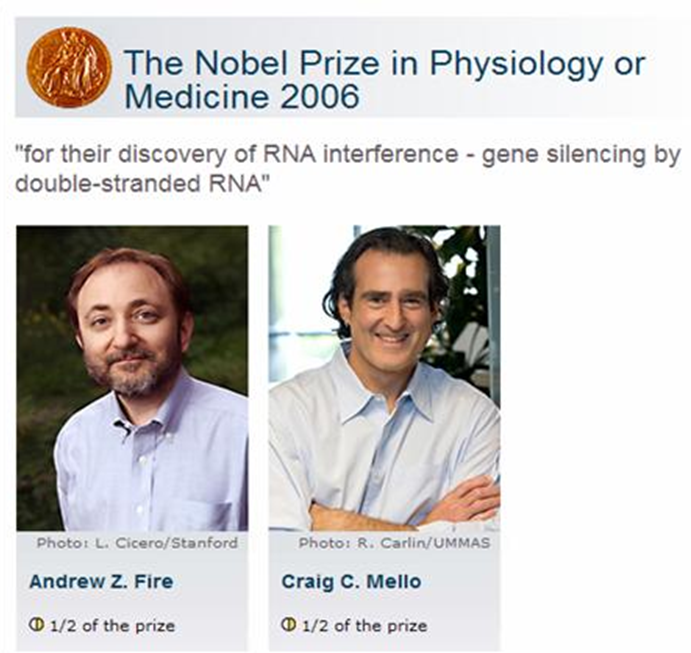 The Nobel Prize in Physiology or
Medicine 2006
"for their discovery of RNA interference - gene silencing by
double-stranded RNA"
Photo: L. Cicero/Stanford
Andrew Z. Fire
1/2 of the prize
Photo: R. Carlin/UMMAS
Craig C. Mello
1/2 of the prize